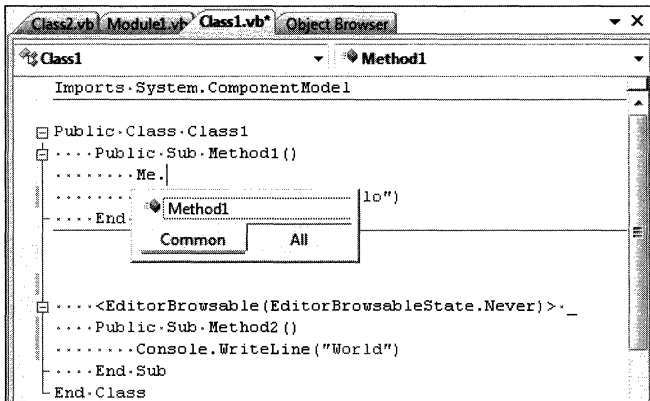 Class2.vb Module1.vb Class1.vb* Object Browser
Class1 Method1
Imports System.ComponentModel
Public Class Class1
Public Sub Method1()
Me.
lo")
Method1
End
Common All
<EditorBrowsable(EditorBrowsableState.Never)> _
Public Sub Method2()
Console.WriteLine("World")
End Sub
End Class